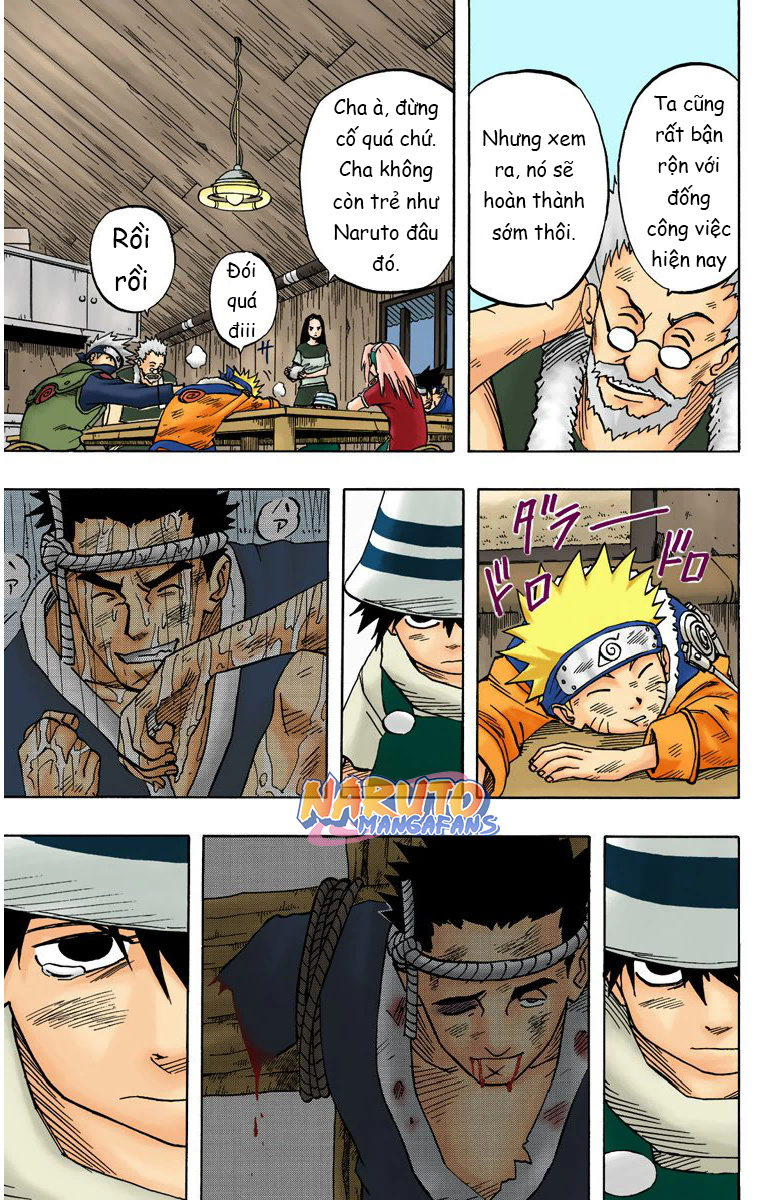 Ta cũng
rất bận
rộn với
đống
công việc
hiện nay
Nhưng xem
ra, nó sẽ
hoàn thành
sớm thôi.
Cha à, đừng
cố quá chứ.
Cha không
còn trẻ như
Naruto đâu
đó.
Đói
quá
điii
Rồi
rồi
ダラー
ドロ
ドロ
NARUTO
MANGAFANS